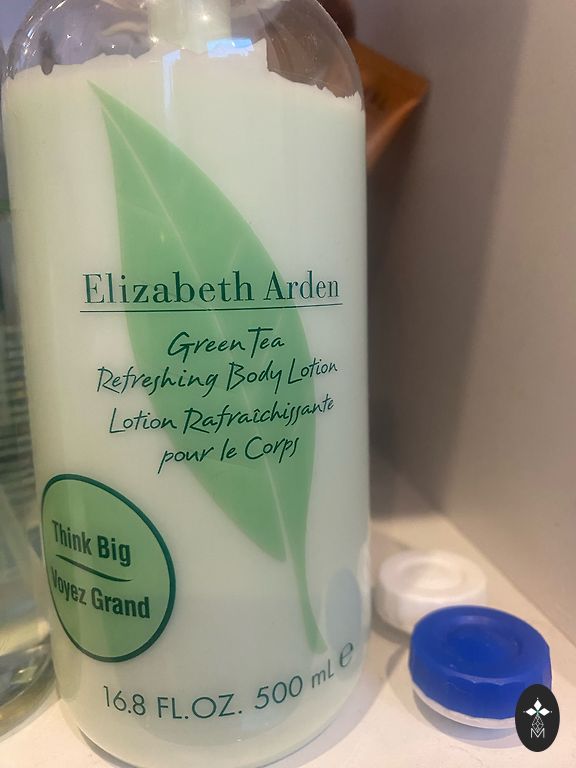 Elizabeth Arden
Green Tea
Refreshing Body Lotion
Lotion Rafraîchissante
pour le Corps
Think Big
Voyez Grand
16.8 FL.OZ. 500 mL e